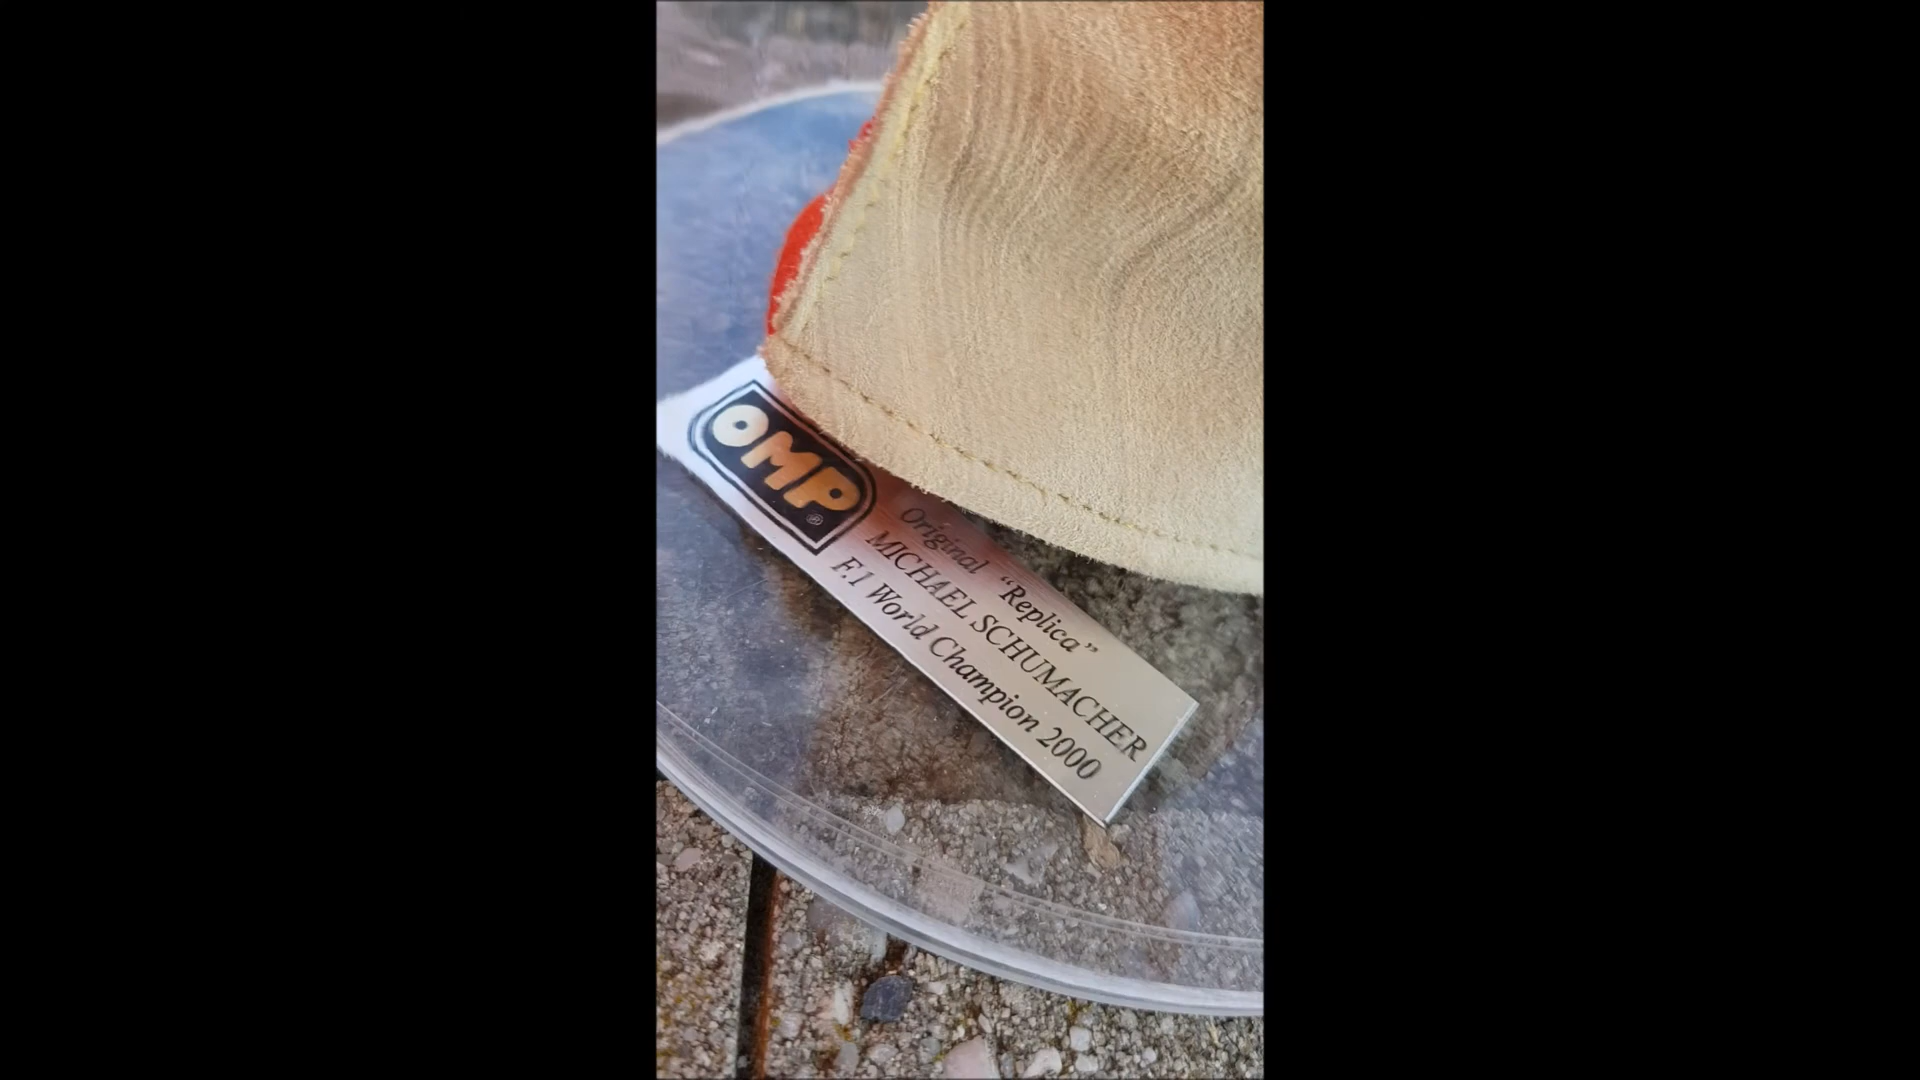 OMP
®
Original “Replica”
MICHAEL SCHUMACHER
F.1 World Champion 2000